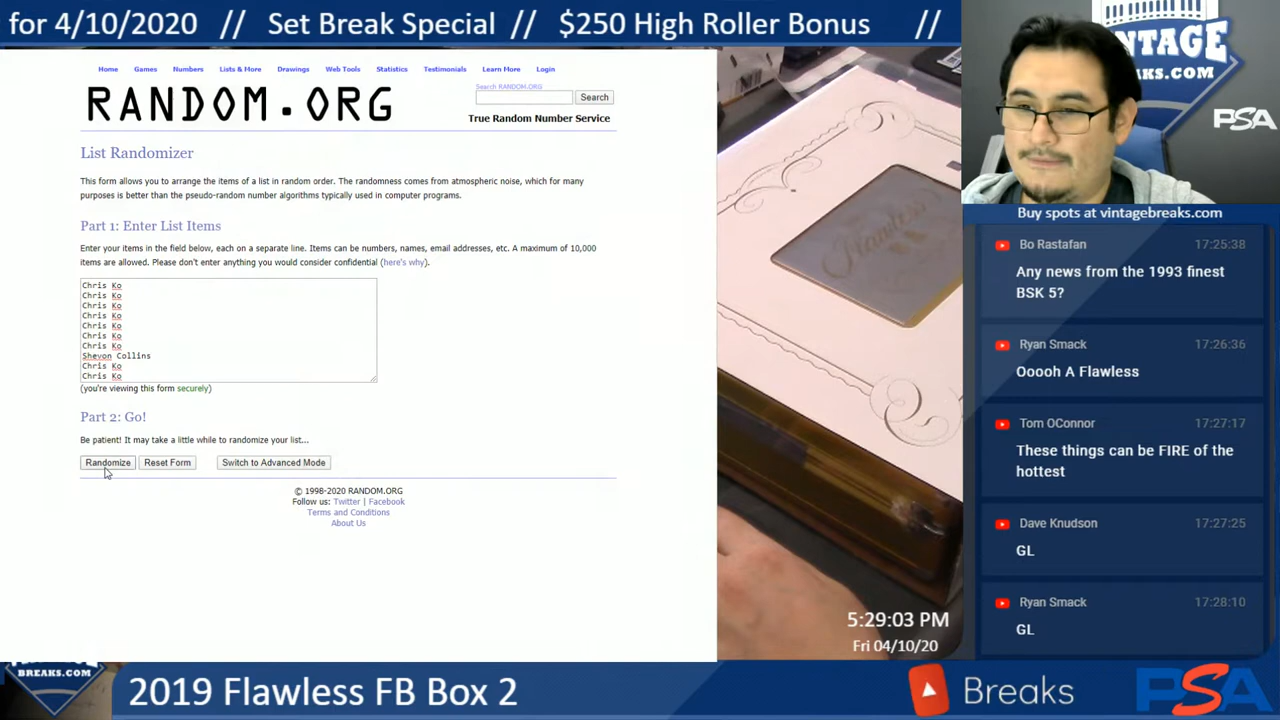 for 4/10/2020 // Set Break Special // $250 High Roller Bonus //
Home Games Numbers Lists & More Drawings Web Tools Statistics Testimonials Learn More Login
RANDOM.ORG
Search RANDOM.ORG
Search
True Random Number Service
List Randomizer
This form allows you to arrange the items of a list in random order. The randomness comes from atmospheric noise, which for many
purposes is better than the pseudo-random number algorithms typically used in computer programs.
Part 1: Enter List Items
Enter your items in the field below, each on a separate line. Items can be numbers, names, email addresses, etc. A maximum of 10,000
items are allowed. Please don't enter anything you would consider confidential (here's why).
Chris Ko
Chris Ko
Chris Ko
Chris Ko
Chris Ko
Chris Ko
Chris Ko
Shevon Collins
Chris Ko
Chris Ko
(you're viewing this form securely)
Part 2: Go!
Be patient! It may take a little while to randomize your list...
Randomize Reset Form Switch to Advanced Mode
© 1998-2020 RANDOM.ORG
Follow us: Twitter | Facebook
Terms and Conditions
About Us
Flawless
5:29:03 PM
Fri 04/10/20
VINTAGE
BREAKS.COM
PSA
Buy spots at vintagebreaks.com
Bo Rastafan 17:25:38
Any news from the 1993 finest
BSK 5?
Ryan Smack 17:26:36
Ooooh A Flawless
Tom OConnor 17:27:17
These things can be FIRE of the
hottest
Dave Knudson 17:27:25
GL
Ryan Smack 17:28:10
GL
BREAKS.COM
2019 Flawless FB Box 2
Breaks
PSA